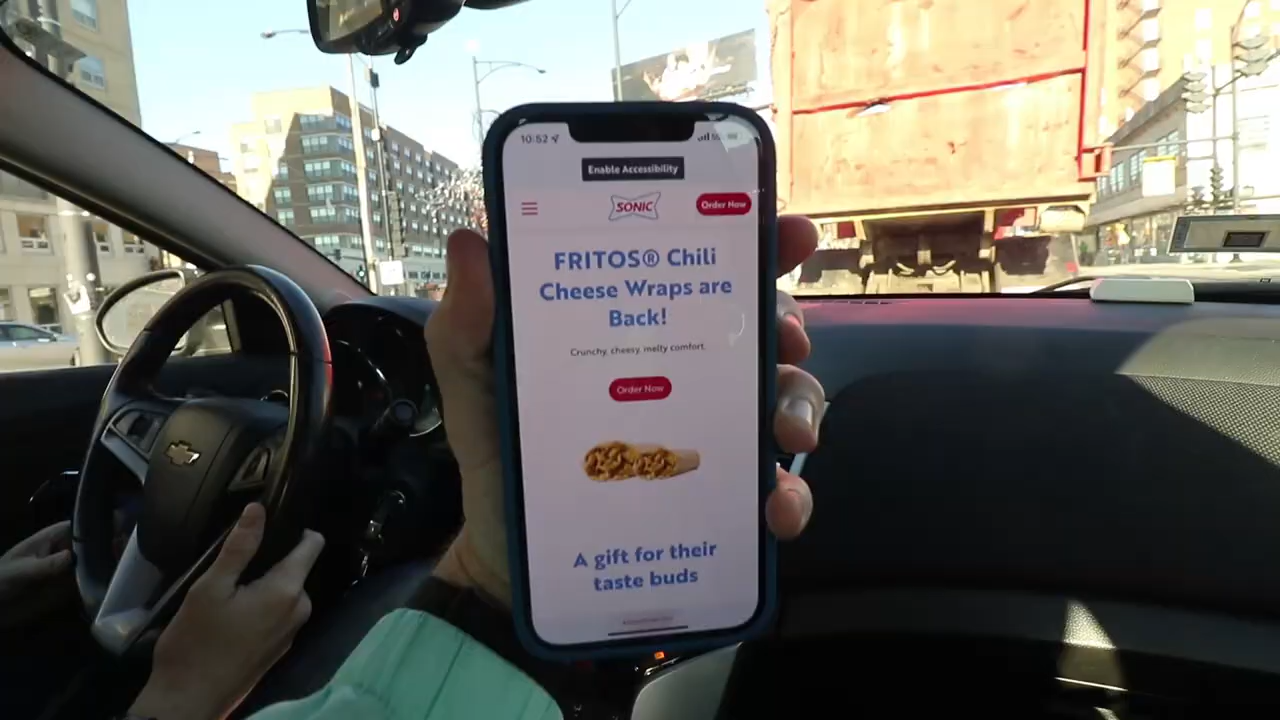 10:52
Enable Accessibility
SONIC
Order Now
FRITOS® Chili
Cheese Wraps are
Back!
Crunchy, cheesy, melty comfort.
Order Now
A gift for their
taste buds